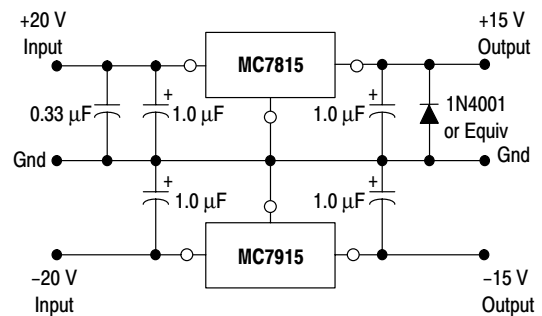 +20 V
Input
+15 V
Output
MC7815
0.33 μF
+
1.0 μF
1.0 μF
+
1N4001
or Equiv
Gnd
Gnd
+
1.0 μF
1.0 μF
+
MC7915
−20 V
Input
−15 V
Output